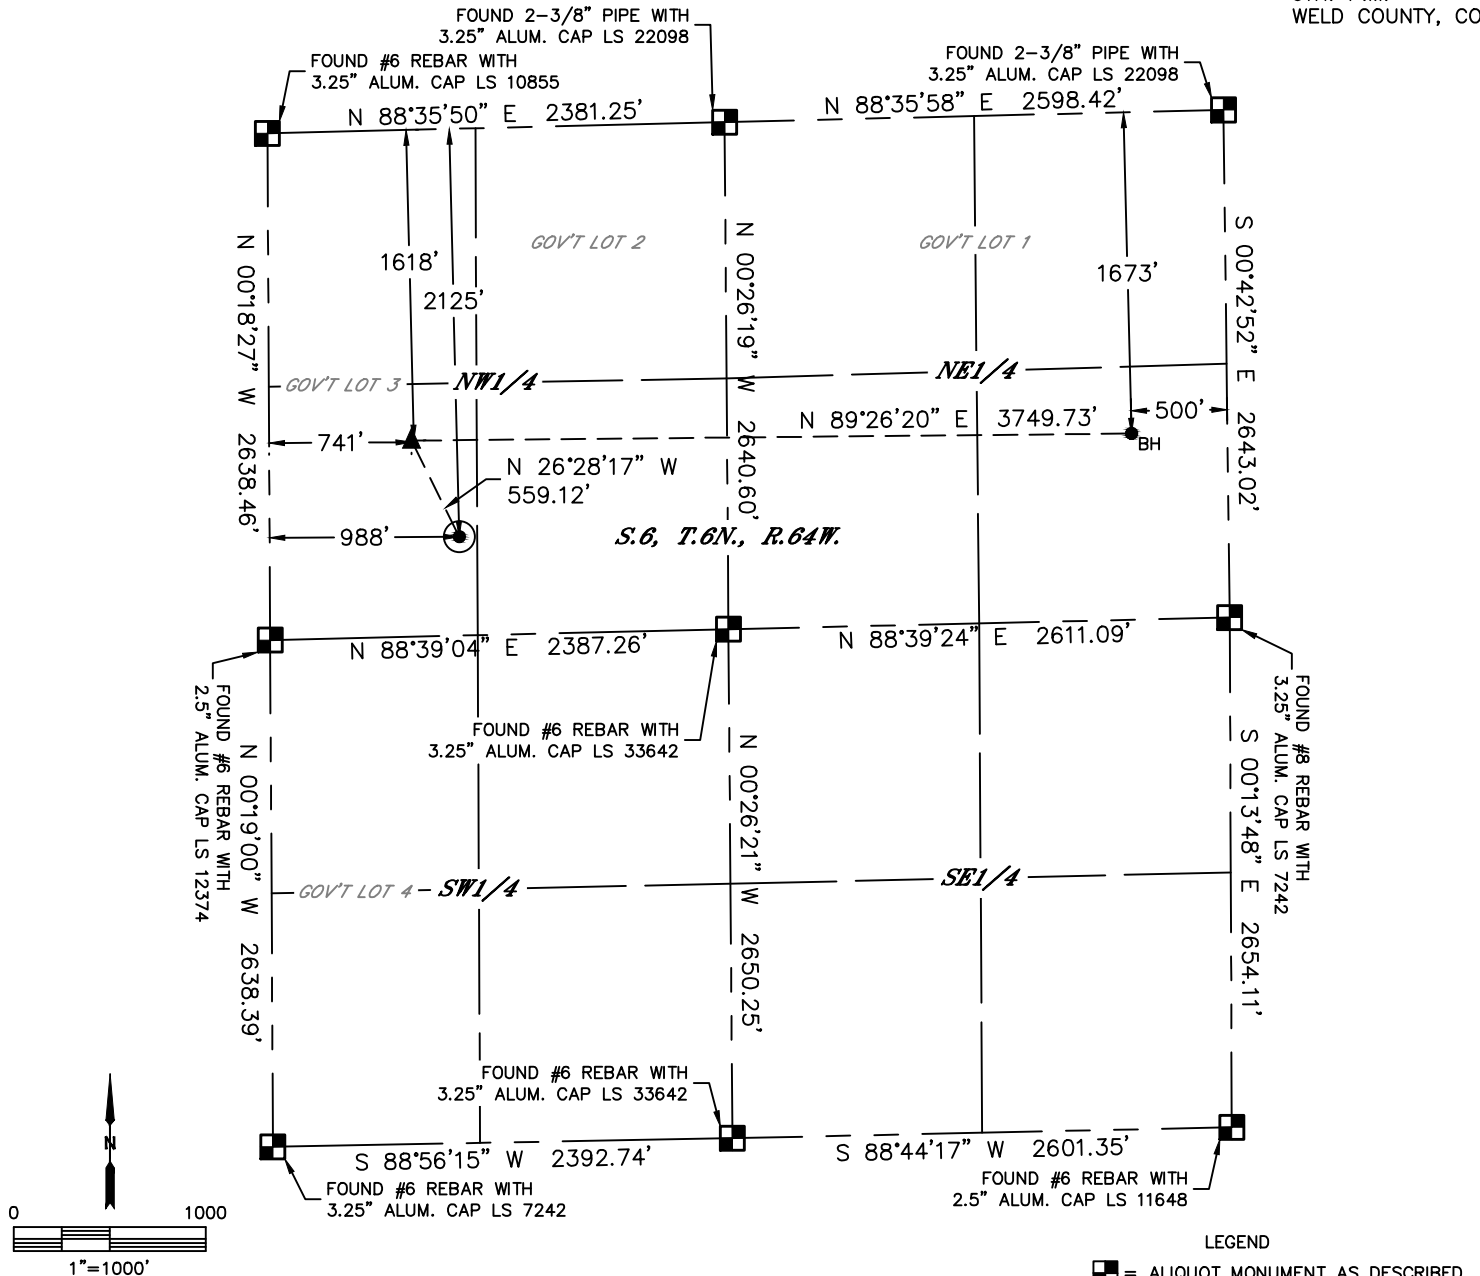 WELD COUNTY, CO
FOUND 2-3/8" PIPE WITH
3.25" ALUM. CAP LS 22098
FOUND #6 REBAR WITH
3.25" ALUM. CAP LS 10855
FOUND 2-3/8" PIPE WITH
3.25" ALUM. CAP LS 22098
N 88°35'50" E 2381.25'
N 88°35'58" E 2598.42'
GOV'T LOT 2
GOV'T LOT 1
1618'
2125'
1673'
N 00°18'27" W 2638.46'
N 00°26'19" W 2640.60'
S 00°42'52" E 2643.02'
GOV'T LOT 3
NW1/4
NE1/4
741'
N 89°26'20" E 3749.73'
500'
BH
N 26°28'17" W
559.12'
988'
S.6, T.6N., R.64W.
N 88°39'04" E 2387.26'
N 88°39'24" E 2611.09'
FOUND #6 REBAR WITH
2.5" ALUM. CAP LS 12374
FOUND #6 REBAR WITH
3.25" ALUM. CAP LS 33642
FOUND #8 REBAR WITH
3.25" ALUM. CAP LS 7242
N 00°19'00" W 2638.39'
N 00°26'21" W 2650.25'
S 00°13'48" E 2654.11'
GOV'T LOT 4
SW1/4
SE1/4
FOUND #6 REBAR WITH
3.25" ALUM. CAP LS 33642
N
S 88°56'15" W 2392.74'
S 88°44'17" W 2601.35'
FOUND #6 REBAR WITH
3.25" ALUM. CAP LS 7242
FOUND #6 REBAR WITH
2.5" ALUM. CAP LS 11648
0 1000
1"=1000'
LEGEND
= ALIQUOT MONUMENT AS DESCRIBED